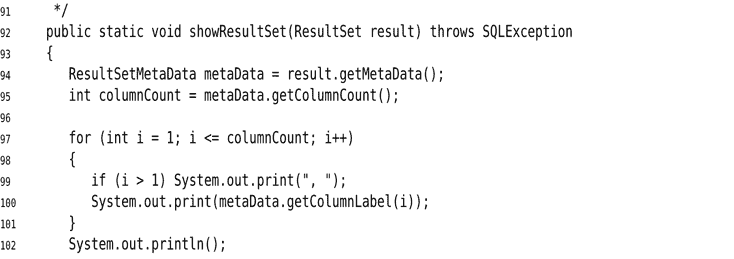 91      */
92    public static void showResultSet(ResultSet result) throws SQLException
93    {
94       ResultSetMetaData metaData = result.getMetaData();
95       int columnCount = metaData.getColumnCount();
96
97       for (int i = 1; i <= columnCount; i++)
98       {
99          if (i > 1) System.out.print(", ");
100          System.out.print(metaData.getColumnLabel(i));
101       }
102       System.out.println();